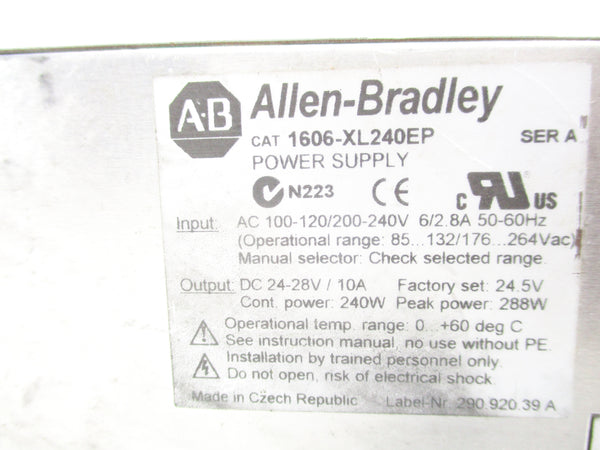 A·B Allen-Bradley
CAT 1606-XL240EP SER A
POWER SUPPLY
N223 CE c RU US
Input: AC 100-120/200-240V 6/2.8A 50-60Hz
(Operational range: 85...132/176...264Vac)
Manual selector: Check selected range
Output: DC 24-28V / 10A Factory set: 24.5V
Cont. power: 240W Peak power: 288W
Operational temp. range: 0...+60 deg C
See instruction manual, no use without PE.
Installation by trained personnel only.
Do not open, risk of electrical shock.
Made in Czech Republic Label-Nr. 290.920.39 A